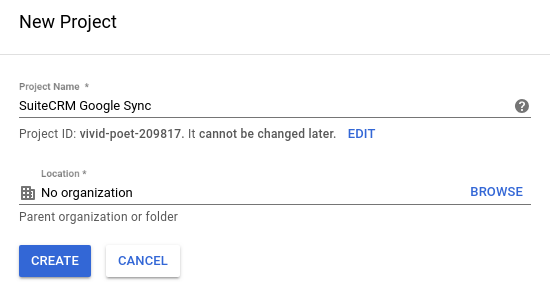 New Project
Project Name *
SuiteCRM Google Sync
Project ID: vivid-poet-209817. It cannot be changed later. EDIT
Location *
No organization BROWSE
Parent organization or folder
CREATE CANCEL